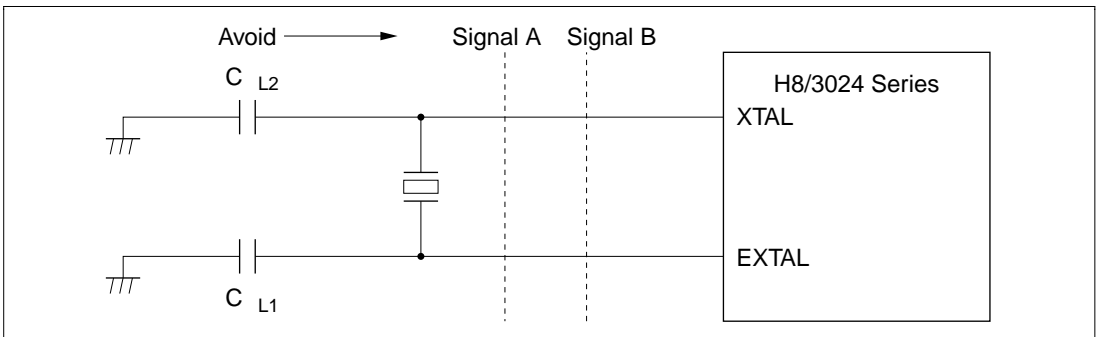 Avoid Signal A Signal B
C L2
H8/3024 Series
XTAL
EXTAL
C L1